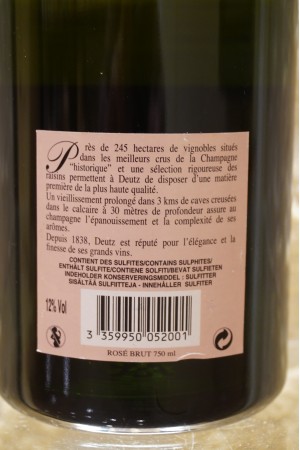 Près de 245 hectares de vignobles situés
dans les meilleurs crus de la Champagne
"historique" et une sélection rigoureuse des
raisins permettent à Deutz de disposer d'une matière
première de la plus haute qualité.
Un vieillissement prolongé dans 3 kms de caves creusées
dans le calcaire à 30 mètres de profondeur assure au
champagne l'épanouissement et la complexité de ses
arômes.
Depuis 1838, Deutz est réputé pour l'élégance et la
finesse de ses grands vins.
CONTIENT DES SULFITES/CONTAINS SULPHITES/
ENTHÄLT SULFITE/CONTIENE SOLFITI/BEVAT SULFIETEN
INDEHOLDER KONSERVERINGSMIDDEL : SULFITTER
SISÄLTÄÄ SULFIITTEJA - INNEHÅLLER SULFITER
12% Vol
3 359950 052001
ROSÉ BRUT 750 ml